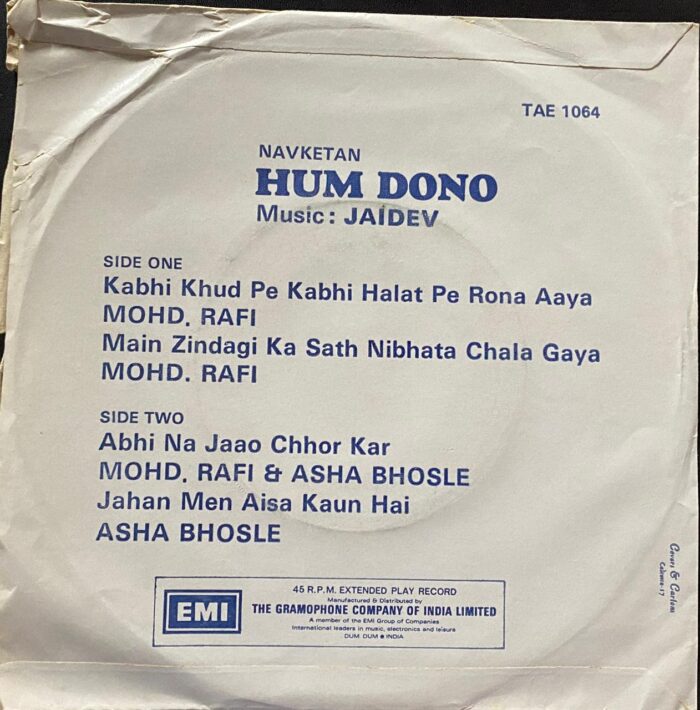 TAE 1064
NAVKETAN
HUM DONO
Music: JAIDEV
SIDE ONE
Kabhi Khud Pe Kabhi Halat Pe Rona Aaya
MOHD. RAFI
Main Zindagi Ka Sath Nibhata Chala Gaya
MOHD. RAFI
SIDE TWO
Abhi Na Jaao Chhor Kar
MOHD. RAFI & ASHA BHOSLE
Jahan Men Aisa Kaun Hai
ASHA BHOSLE
EMI
45 R.P.M. EXTENDED PLAY RECORD
Manufactured & Distributed by
THE GRAMOPHONE COMPANY OF INDIA LIMITED
A member of the EMI Group of Companies
International leaders in music, electronics and leisure
DUM DUM ● INDIA
Covers & Cartons